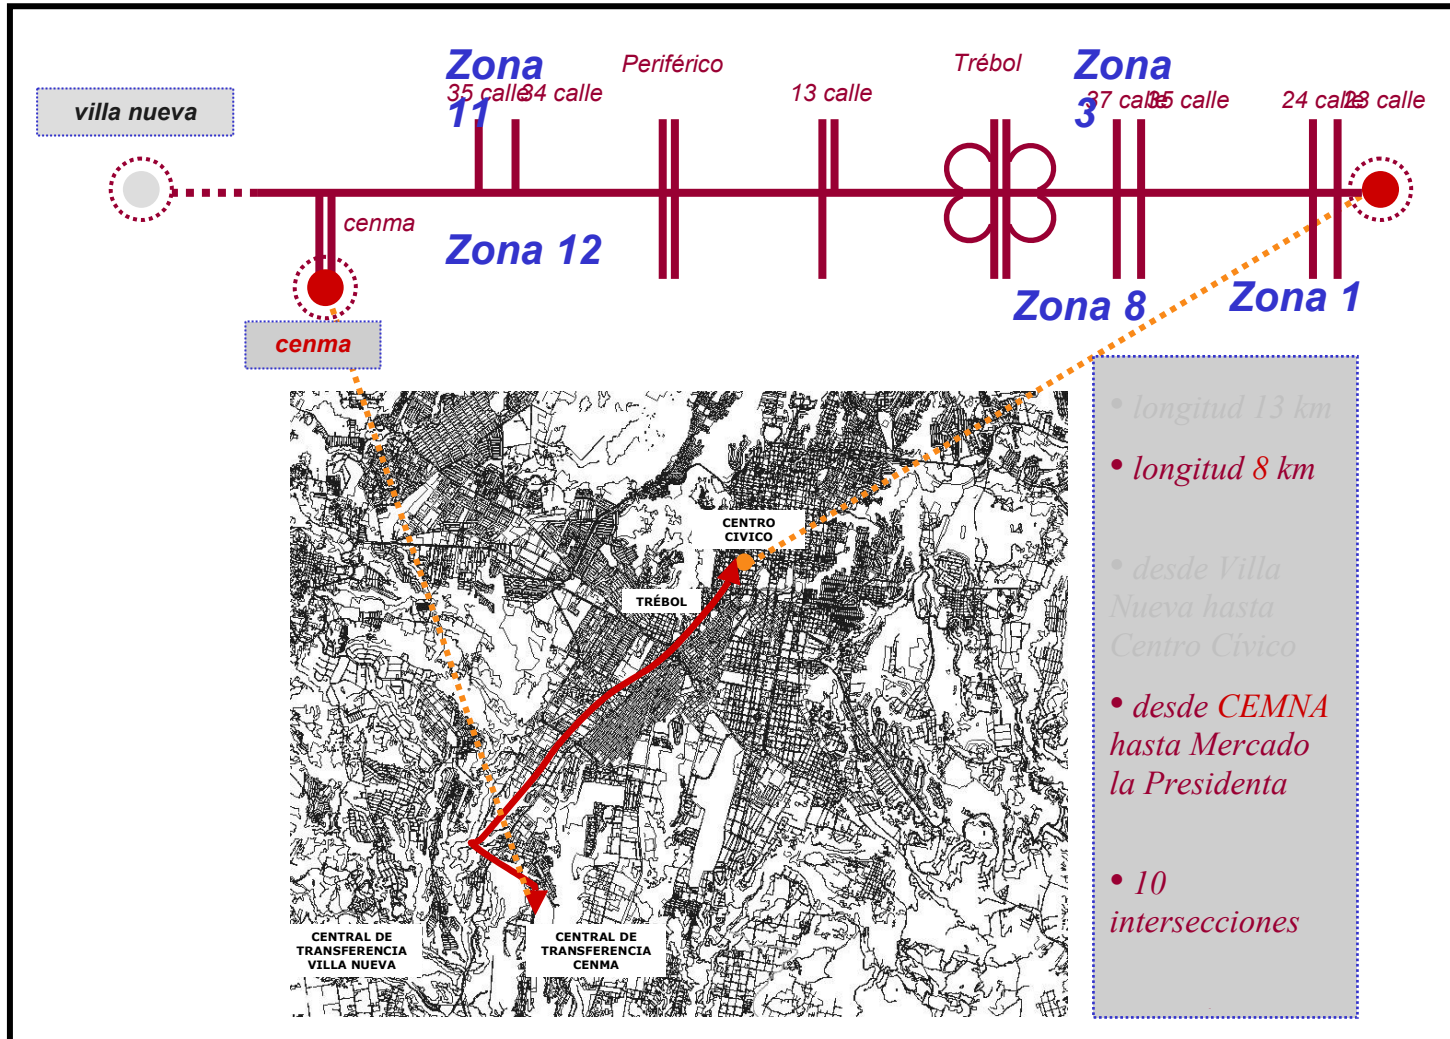 Zona
11
Periférico
Trébol
Zona
3
35 calle
34 calle
13 calle
37 calle
35 calle
24 calle
23 calle
villa nueva
cenma
Zona 12
Zona 8
Zona 1
cenma
• longitud 13 km
• longitud 8 km
• desde Villa
Nueva hasta
Centro Cívico
• desde CEMNA
hasta Mercado
la Presidenta
• 10
intersecciones
CENTRO
CIVICO
TRÉBOL
CENTRAL DE
TRANSFERENCIA
VILLA NUEVA
CENTRAL DE
TRANSFERENCIA
CENMA